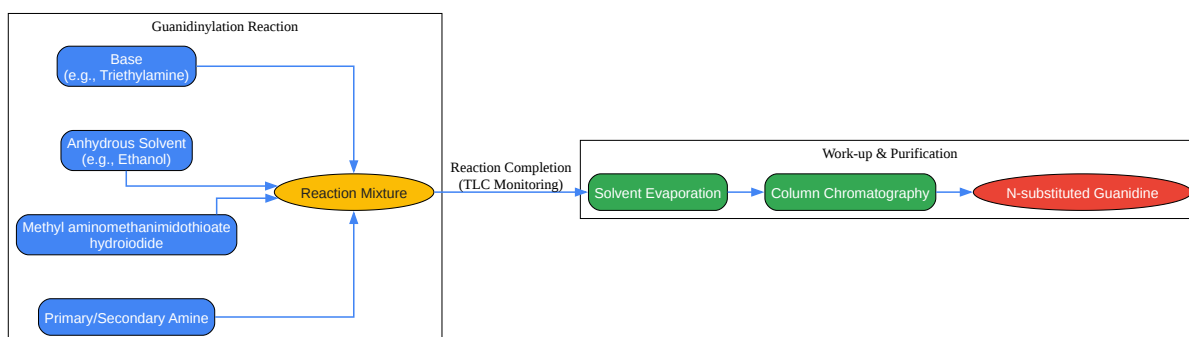 Guanidinylation Reaction
Base
(e.g., Triethylamine)
Anhydrous Solvent
(e.g., Ethanol)
Reaction Mixture
Methyl aminomethanimidothioate
hydroiodide
Primary/Secondary Amine
Reaction Completion
(TLC Monitoring)
Work-up & Purification
Solvent Evaporation
Column Chromatography
N-substituted Guanidine